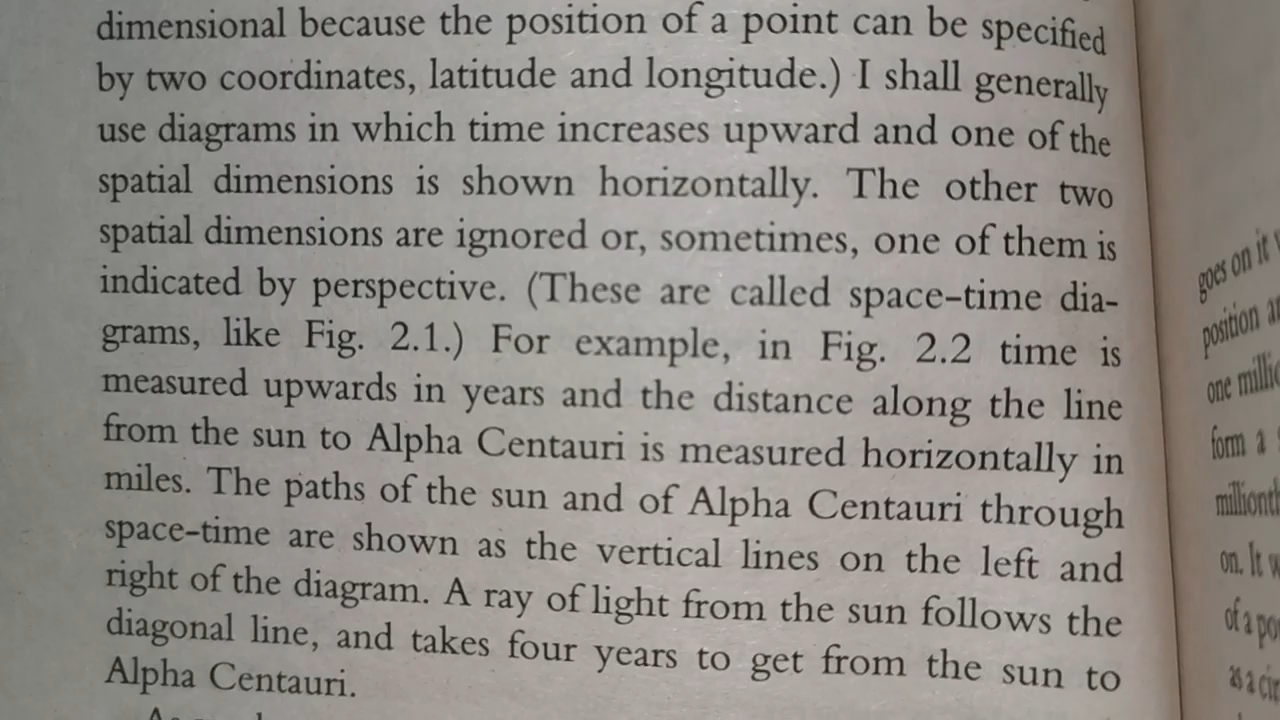 dimensional because the position of a point can be specified
by two coordinates, latitude and longitude.) I shall generally
use diagrams in which time increases upward and one of the
spatial dimensions is shown horizontally. The other two
spatial dimensions are ignored or, sometimes, one of them is
indicated by perspective. (These are called space-time dia-
grams, like Fig. 2.1.) For example, in Fig. 2.2 time is
measured upwards in years and the distance along the line
from the sun to Alpha Centauri is measured horizontally in
miles. The paths of the sun and of Alpha Centauri through
space-time are shown as the vertical lines on the left and
right of the diagram. A ray of light from the sun follows the
diagonal line, and takes four years to get from the sun to
Alpha Centauri.
goes on it
position
one
form a
on. It
of a
as a